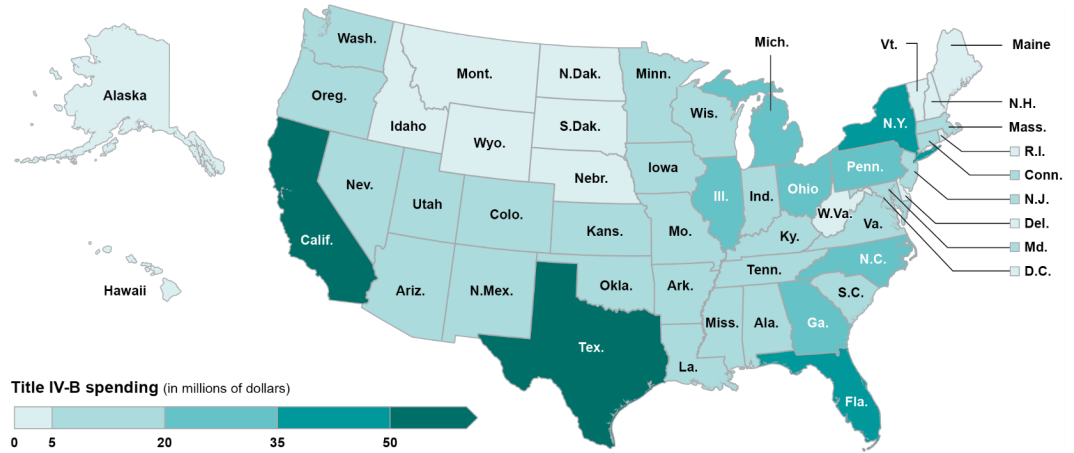 Mich.
Vt.
Maine
Wash.
Mont.
N.Dak.
Minn.
Alaska
Oreg.
N.H.
Idaho
S.Dak.
Wis.
N.Y.
Mass.
Wyo.
R.I.
Nebr.
Iowa
Penn.
Conn.
Nev.
Utah
Colo.
Ill.
Ind.
Ohio
N.J.
W.Va.
Va.
Del.
Calif.
Kans.
Mo.
Ky.
Md.
N.C.
D.C.
Tenn.
Hawaii
Ariz.
N.Mex.
Okla.
Ark.
S.C.
Miss.
Ala.
Ga.
Tex.
La.
Fla.
Title IV-B spending (in millions of dollars)
0 5 20 35 50